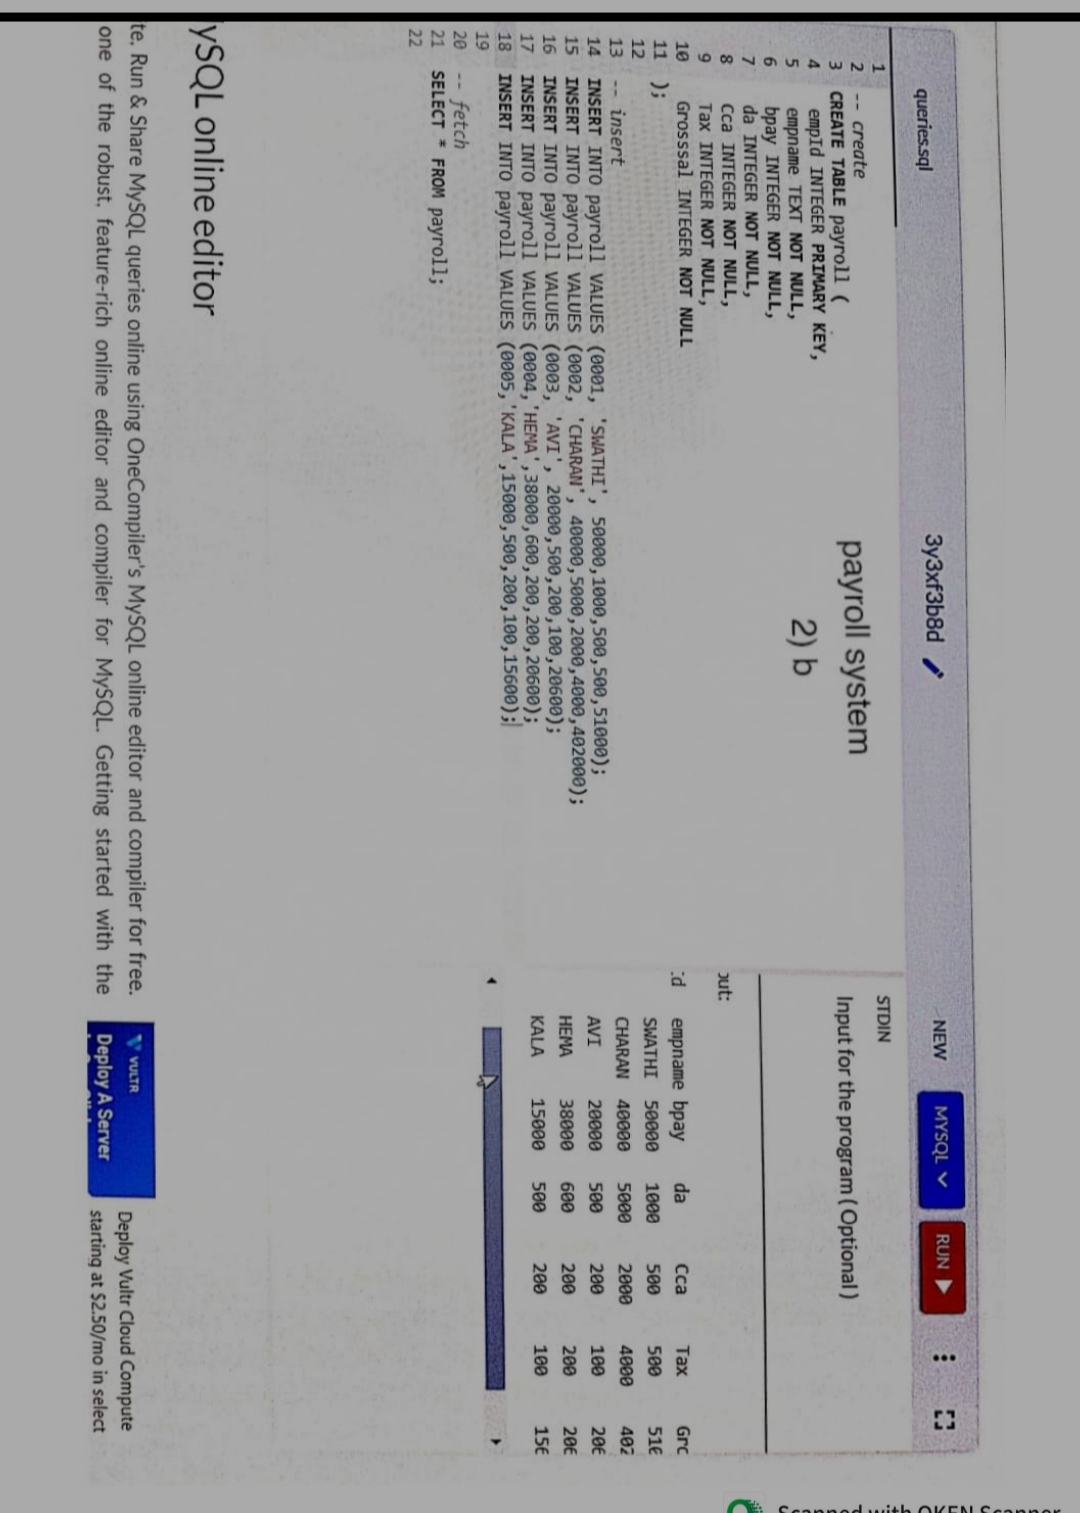 queries.sql
3y3xf3b8d
NEW
MYSQL
RUN
1
2 -- create
3 CREATE TABLE payroll (
4 empId INTEGER PRIMARY KEY,
5 empname TEXT NOT NULL,
6 bpay INTEGER NOT NULL,
7 da INTEGER NOT NULL,
8 Cca INTEGER NOT NULL,
9 Tax INTEGER NOT NULL,
10 Grosssal INTEGER NOT NULL
11 );
12
13 -- insert
14 INSERT INTO payroll VALUES (0001, 'SWATHI', 50000,1000,500,500,51000);
15 INSERT INTO payroll VALUES (0002, 'CHARAN', 40000,5000,2000,4000,402000);
16 INSERT INTO payroll VALUES (0003, 'AVI', 20000,500,200,100,20600);
17 INSERT INTO payroll VALUES (0004,'HEMA',38000,600,200,200,20600);
18 INSERT INTO payroll VALUES (0005,'KALA',15000,500,200,100,15600);
19
20 -- fetch
21 SELECT * FROM payroll;
22
payroll system
2) b
STDIN
Input for the program ( Optional )
out:
:d empname bpay da Cca Tax Grc
SWATHI 50000 1000 500 500 510
CHARAN 40000 5000 2000 4000 402
AVI 20000 500 200 100 206
HEMA 38000 600 200 200 206
KALA 15000 500 200 100 156
ySQL online editor
te. Run & Share MySQL queries online using OneCompiler's MySQL online editor and compiler for free.
one of the robust, feature-rich online editor and compiler for MySQL. Getting started with the
VULTR
Deploy A Server
Deploy Vultr Cloud Compute
starting at $2.50/mo in select
Scanned with OKEN Scanner